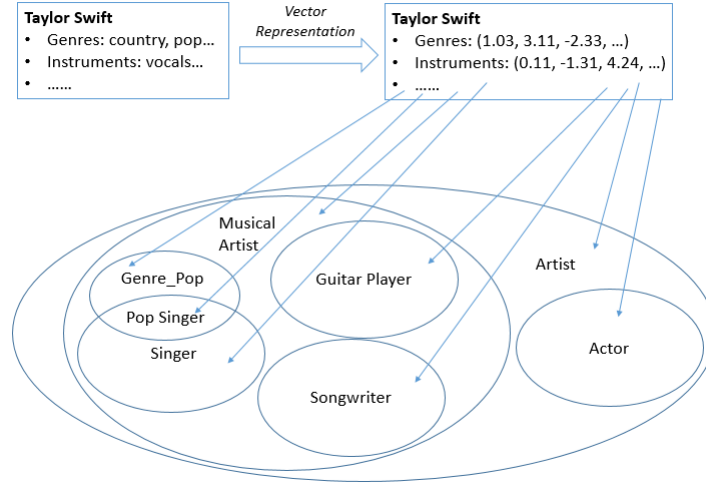 Taylor Swift
• Genres: country, pop…
• Instruments: vocals…
• ……
Vector
Representation
Taylor Swift
• Genres: (1.03, 3.11, -2.33, …)
• Instruments: (0.11, -1.31, 4.24, …)
• ……
Musical
Artist
Genre_Pop
Guitar Player
Artist
Pop Singer
Singer
Actor
Songwriter